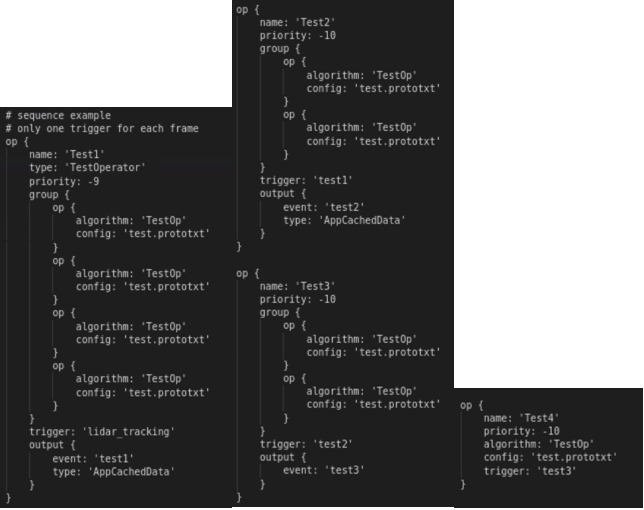 # sequence example
# only one trigger for each frame
op {
    name: 'Test1'
    type: 'TestOperator'
    priority: -9
    group {
        op {
            algorithm: 'TestOp'
            config: 'test.prototxt'
        }
        op {
            algorithm: 'TestOp'
            config: 'test.prototxt'
        }
        op {
            algorithm: 'TestOp'
            config: 'test.prototxt'
        }
        op {
            algorithm: 'TestOp'
            config: 'test.prototxt'
        }
    }
    trigger: 'lidar_tracking'
    output {
        event: 'test1'
        type: 'AppCachedData'
    }
}
op {
    name: 'Test2'
    priority: -10
    group {
        op {
            algorithm: 'TestOp'
            config: 'test.prototxt'
        }
        op {
            algorithm: 'TestOp'
            config: 'test.prototxt'
        }
    }
    trigger: 'test1'
    output {
        event: 'test2'
        type: 'AppCachedData'
    }
}
op {
    name: 'Test3'
    priority: -10
    group {
        op {
            algorithm: 'TestOp'
            config: 'test.prototxt'
        }
        op {
            algorithm: 'TestOp'
            config: 'test.prototxt'
        }
    }
    trigger: 'test2'
    output {
        event: 'test3'
    }
}
op {
    name: 'Test4'
    priority: -10
    algorithm: 'TestOp'
    config: 'test.prototxt'
    trigger: 'test3'
}